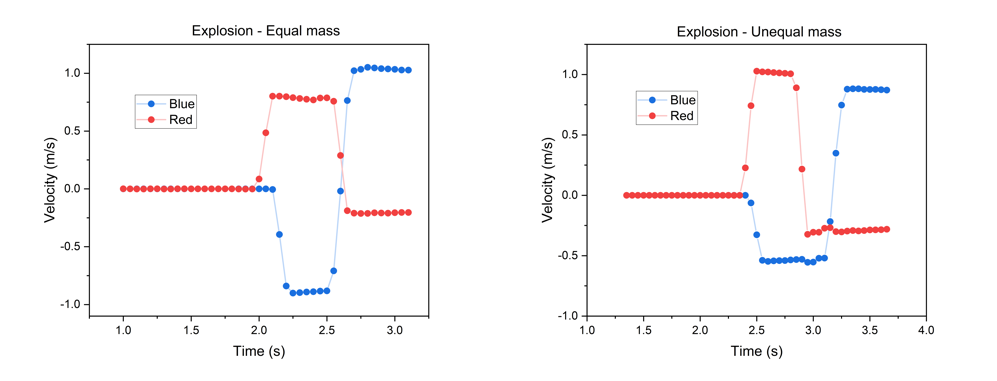 Explosion - Equal mass
Velocity (m/s)
1.0
0.5
0.0
-0.5
-1.0
Blue
Red
1.0 1.5 2.0 2.5 3.0
Time (s)
Explosion - Unequal mass
Velocity (m/s)
1.0
0.5
0.0
-0.5
-1.0
Blue
Red
1.0 1.5 2.0 2.5 3.0 3.5 4.0
Time (s)